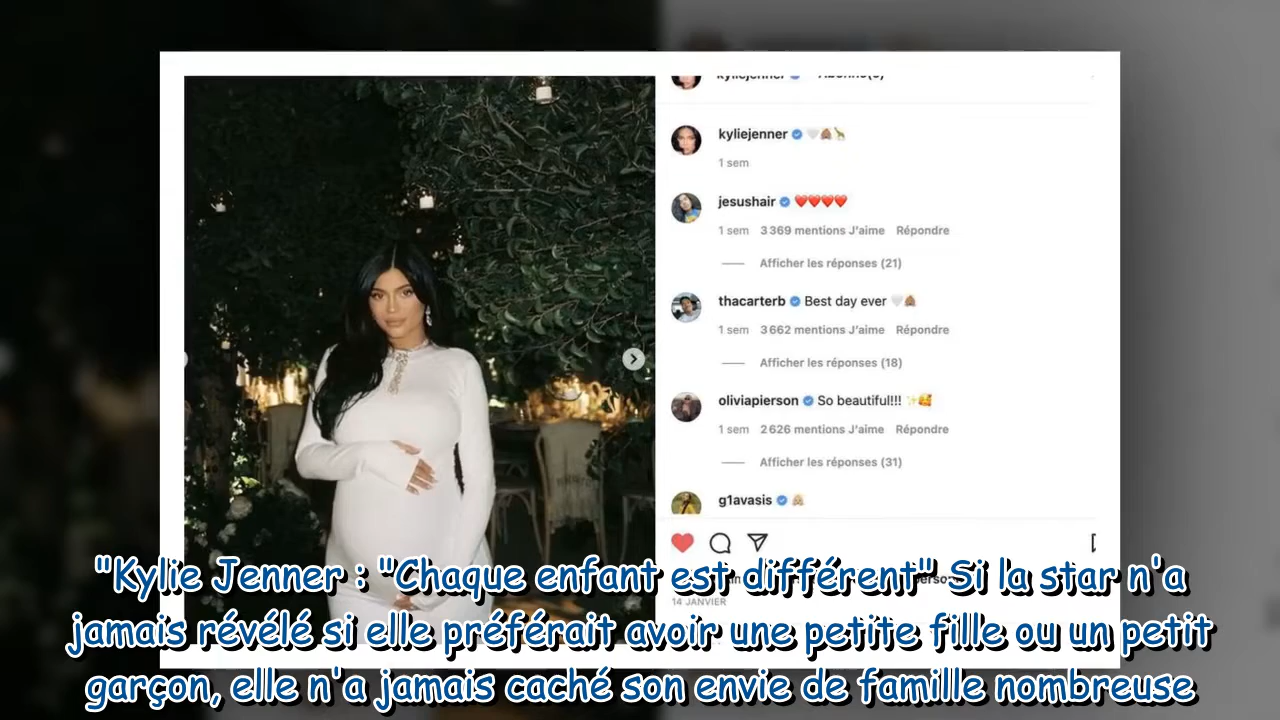 kyliejenner Abonné(e)
kyliejenner
1 sem
jesushair
1 sem 3 369 mentions J'aime Répondre
Afficher les réponses (21)
thacarterb Best day ever
1 sem 3 662 mentions J'aime Répondre
Afficher les réponses (18)
oliviapierson So beautiful!!!
1 sem 2 626 mentions J'aime Répondre
Afficher les réponses (31)
g1avasis
14 JANVIER
"Kylie Jenner : "Chaque enfant est différent" Si la star n'a
jamais révélé si elle préférait avoir une petite fille ou un petit
garçon, elle n'a jamais caché son envie de famille nombreuse